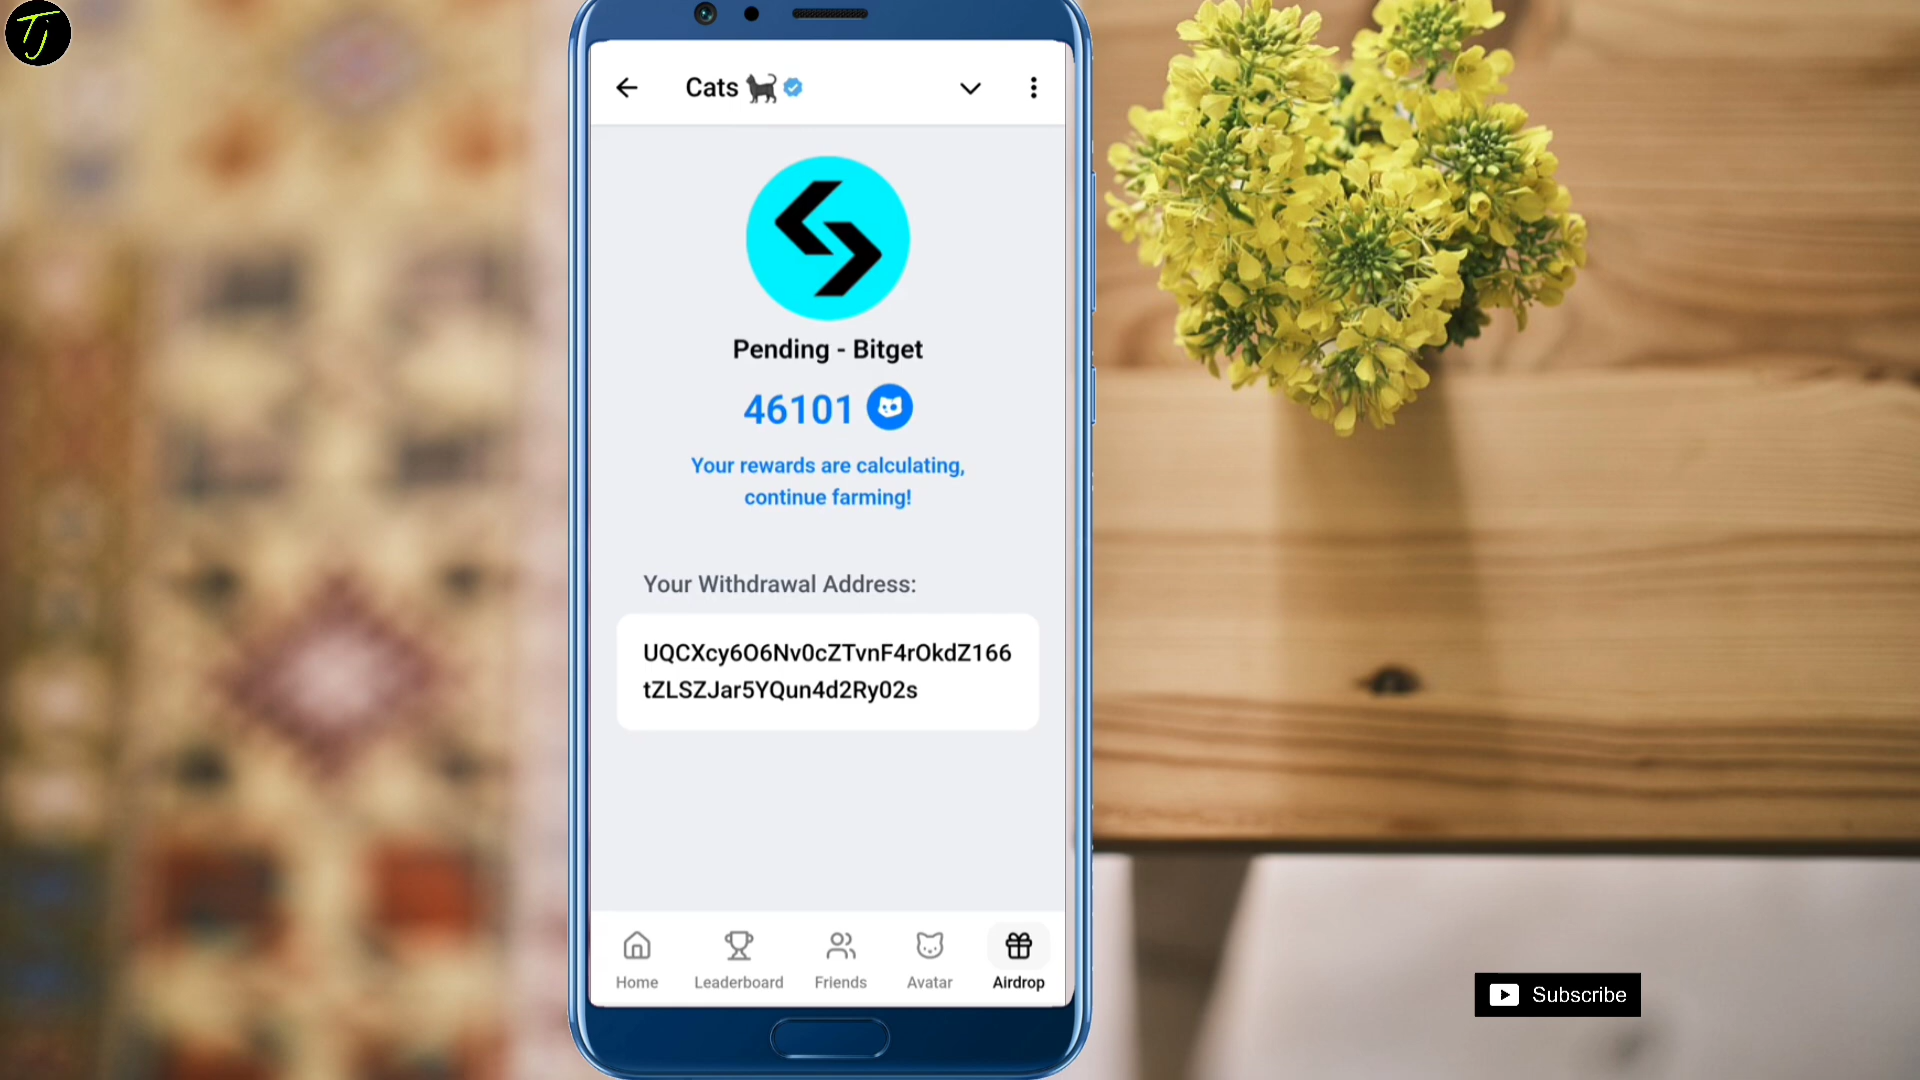 Tj
Cats
Pending - Bitget
46101
Your rewards are calculating,
continue farming!
Your Withdrawal Address:
UQCXcy6O6Nv0cZTvnF4rOkdZ166
tZLSZJar5YQun4d2Ry02s
Home Leaderboard Friends Avatar Airdrop
Subscribe